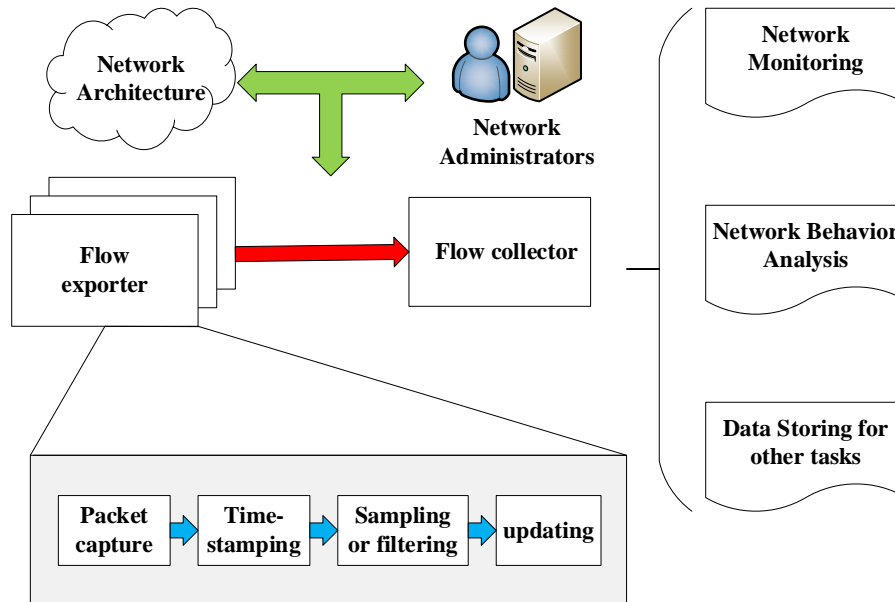 Network
Architecture
Network
Administrators
Network
Monitoring
Flow
exporter
Flow collector
Network Behavior
Analysis
Data Storing for
other tasks
Packet
capture
Time-
stamping
Sampling
or filtering
updating